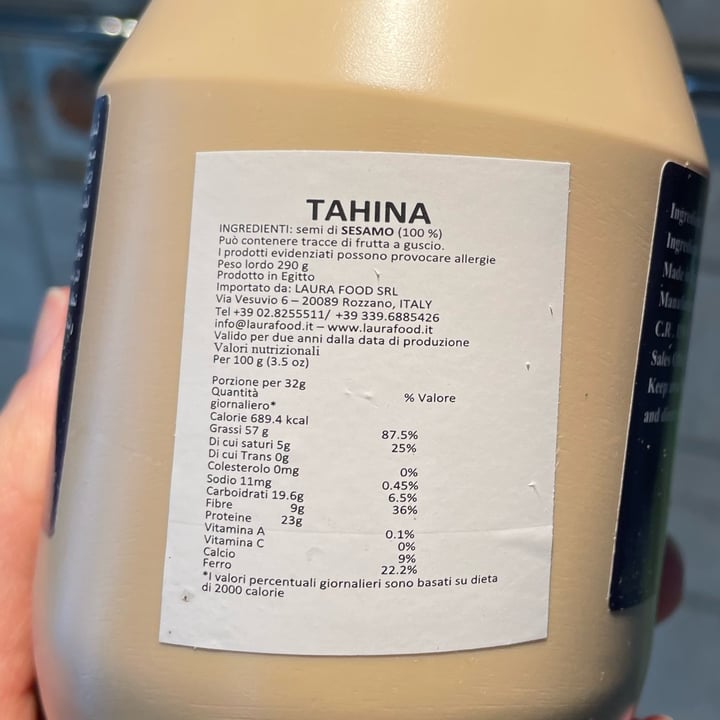 TAHINA
INGREDIENTI: semi di SESAMO (100 %)
Può contenere tracce di frutta a guscio.
I prodotti evidenziati possono provocare allergie
Peso lordo 290 g
Prodotto in Egitto
Importato da: LAURA FOOD SRL
Via Vesuvio 6 – 20089 Rozzano, ITALY
Tel +39 02.8255511/ +39 339.6885426
info@laurafood.it – www.laurafood.it
Valido per due anni dalla data di produzione
Valori nutrizionali
Per 100 g (3.5 oz)
Porzione per 32g
Quantità % Valore
giornaliero*
Calorie 689.4 kcal
Grassi 57 g 87.5%
Di cui saturi 5g 25%
Di cui Trans 0g
Colesterolo 0mg 0%
Sodio 11mg 0.45%
Carboidrati 19.6g 6.5%
Fibre 9g 36%
Proteine 23g
Vitamina A 0.1%
Vitamina C 0%
Calcio 9%
Ferro 22.2%
*I valori percentuali giornalieri sono basati su dieta
di 2000 calorie
Made
C.R.
Sales
Keep
and